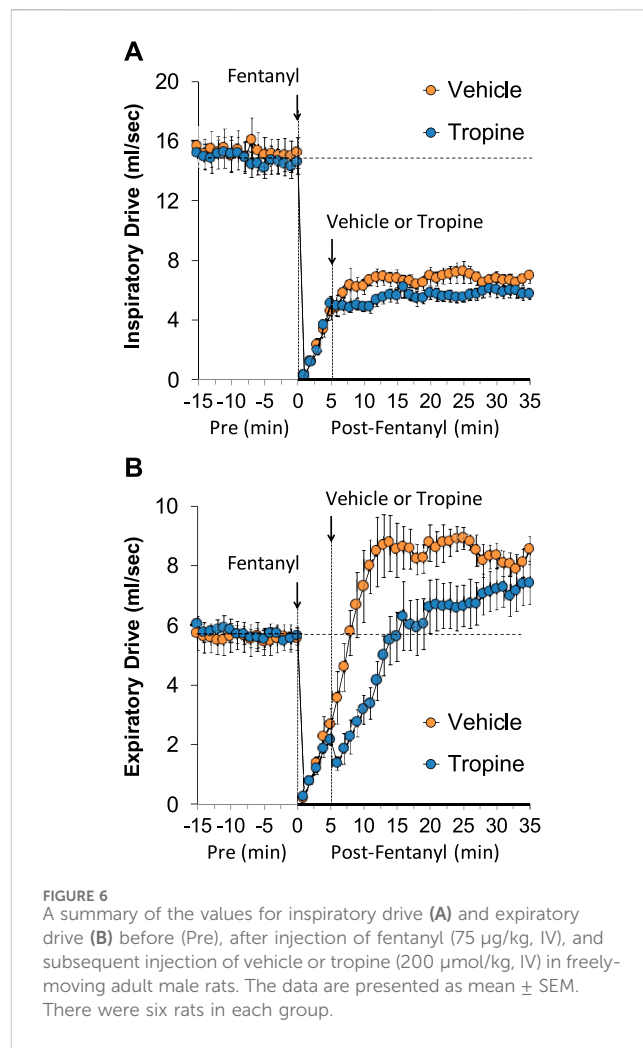 A
Fentanyl
Vehicle
Tropine
Vehicle or Tropine
Inspiratory Drive (ml/sec)
20
16
12
8
4
0
-15 -10 -5 0 5 10 15 20 25 30 35
Pre (min) Post-Fentanyl (min)
B
Vehicle or Tropine
Fentanyl
Expiratory Drive (ml/sec)
10
8
6
4
2
0
Vehicle
Tropine
-15 -10 -5 0 5 10 15 20 25 30 35
Pre (min) Post-Fentanyl (min)
FIGURE 6
A summary of the values for inspiratory drive (A) and expiratory
drive (B) before (Pre), after injection of fentanyl (75 µg/kg, IV), and
subsequent injection of vehicle or tropine (200 µmol/kg, IV) in freely-
moving adult male rats. The data are presented as mean ± SEM.
There were six rats in each group.